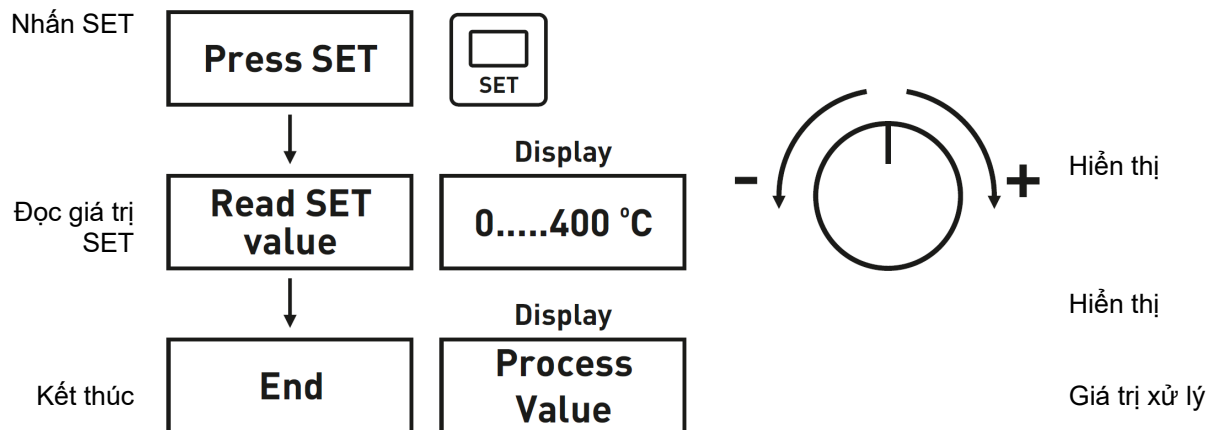 Nhấn SET
Press SET
SET
Display
- +
Hiển thị
Đọc giá trị
SET
Read SET
value
0.....400 °C
Hiển thị
Display
Kết thúc
End
Process
Value
Giá trị xử lý